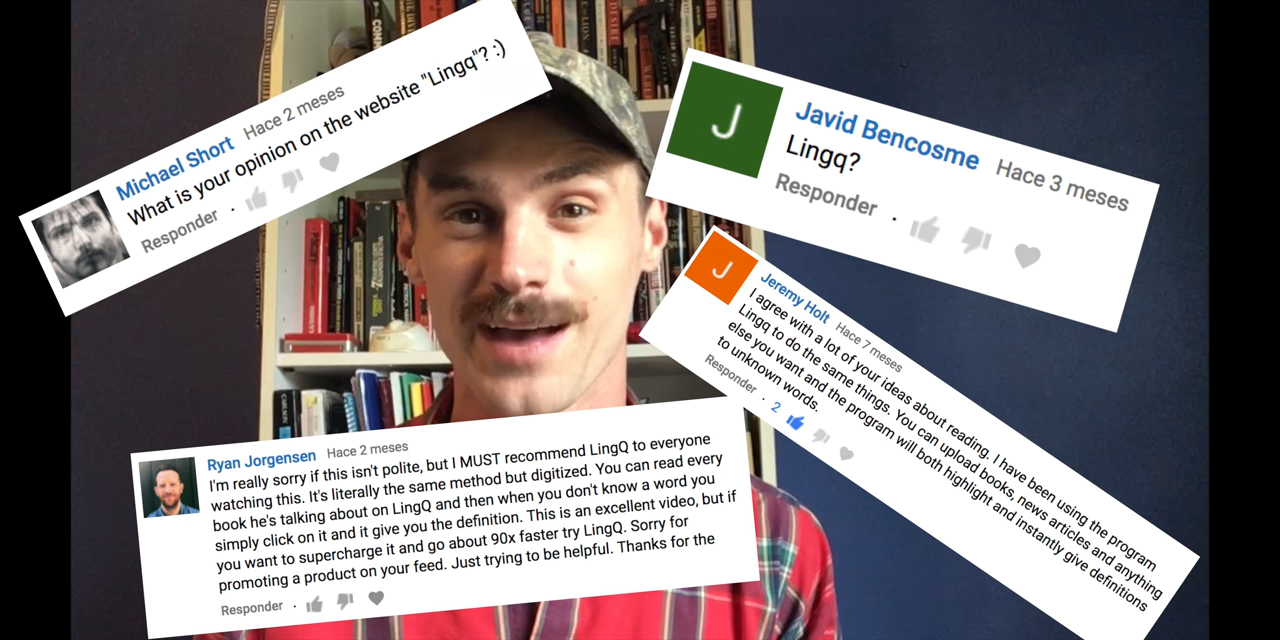 Michael Short Hace 2 meses
What is your opinion on the website "Lingq"? :)
Responder ·
J
Javid Bencosme Hace 3 meses
Lingq?
Responder ·
J
Jeremy Holt Hace 7 meses
I agree with a lot of your ideas about reading. I have been using the program
Lingq to do the same things. You can upload books, news articles and anything
else you want and the program will both highlight and instantly give definitions
to unknown words.
Responder · 2
Ryan Jorgensen Hace 2 meses
I'm really sorry if this isn't polite, but I MUST recommend LingQ to everyone
watching this. It's literally the same method but digitized. You can read every
book he's talking about on LingQ and then when you don't know a word you
simply click on it and it give you the definition. This is an excellent video, but if
you want to supercharge it and go about 90x faster try LingQ. Sorry for
promoting a product on your feed. Just trying to be helpful. Thanks for the
Responder ·